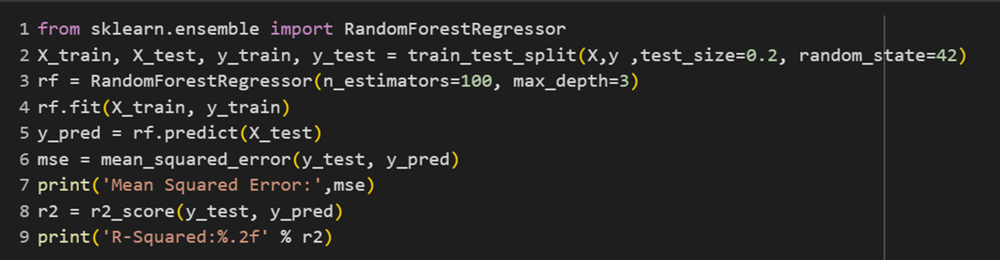 1 from sklearn.ensemble import RandomForestRegressor
2 X_train, X_test, y_train, y_test = train_test_split(X,y ,test_size=0.2, random_state=42)
3 rf = RandomForestRegressor(n_estimators=100, max_depth=3)
4 rf.fit(X_train, y_train)
5 y_pred = rf.predict(X_test)
6 mse = mean_squared_error(y_test, y_pred)
7 print('Mean Squared Error:',mse)
8 r2 = r2_score(y_test, y_pred)
9 print('R-Squared:%.2f' % r2)